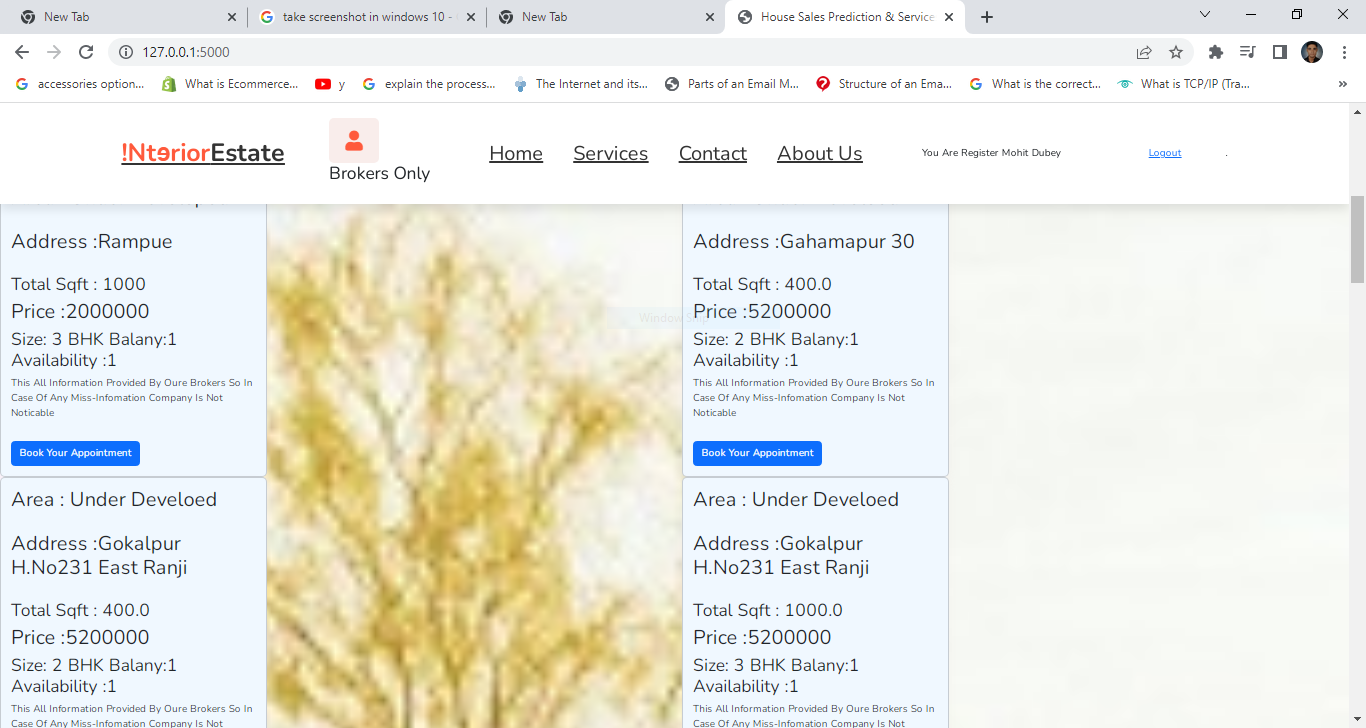 New Tab
take screenshot in windows 10 -
New Tab
House Sales Prediction & Service
127.0.0.1:5000
accessories option...
What is Ecommerce...
y
explain the process...
The Internet and its...
Parts of an Email M...
Structure of an Ema...
What is the correct...
What is TCP/IP (Tra...
»
!NtɘriorEstate
Brokers Only
Home
Services
Contact
About Us
You Are Register Mohit Dubey
Logout
.
Address :Rampue
Total Sqft : 1000
Price :2000000
Size: 3 BHK Balany:1
Availability :1
This All Information Provided By Oure Brokers So In
Case Of Any Miss-Infomation Company Is Not
Noticable
Book Your Appointment
Address :Gahamapur 30
Total Sqft : 400.0
Window Snip
Price :5200000
Size: 2 BHK Balany:1
Availability :1
This All Information Provided By Oure Brokers So In
Case Of Any Miss-Infomation Company Is Not
Noticable
Book Your Appointment
Area : Under Develoed
Address :Gokalpur
H.No231 East Ranji
Total Sqft : 400.0
Price :5200000
Size: 2 BHK Balany:1
Availability :1
This All Information Provided By Oure Brokers So In
Case Of Any Miss-Infomation Company Is Not
Area : Under Develoed
Address :Gokalpur
H.No231 East Ranji
Total Sqft : 1000.0
Price :5200000
Size: 3 BHK Balany:1
Availability :1
This All Information Provided By Oure Brokers So In
Case Of Any Miss-Infomation Company Is Not